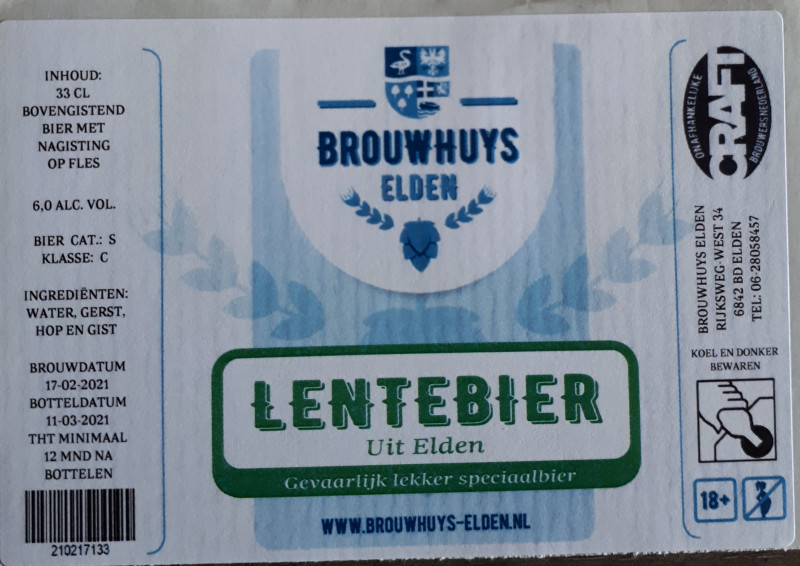 INHOUD:
33 CL
BOVENGISTEND
BIER MET
NAGISTING
OP FLES
6,0 ALC. VOL.
BIER CAT.: S
KLASSE: C
INGREDIËNTEN:
WATER, GERST,
HOP EN GIST
BROUWDATUM
17-02-2021
BOTTELDATUM
11-03-2021
THT MINIMAAL
12 MND NA
BOTTELEN
210217133
BROUWHUYS
ELDEN
LENTEBIER
Uit Elden
Gevaarlijk lekker speciaalbier
WWW.BROUWHUYS-ELDEN.NL
ONAFHANKELIJKE
CRAFT
BROUWERS NEDERLAND
BROUWHUYS ELDEN
RIJKSWEG-WEST 34
6842 BD ELDEN
TEL: 06-28058457
KOEL EN DONKER
BEWAREN
18+